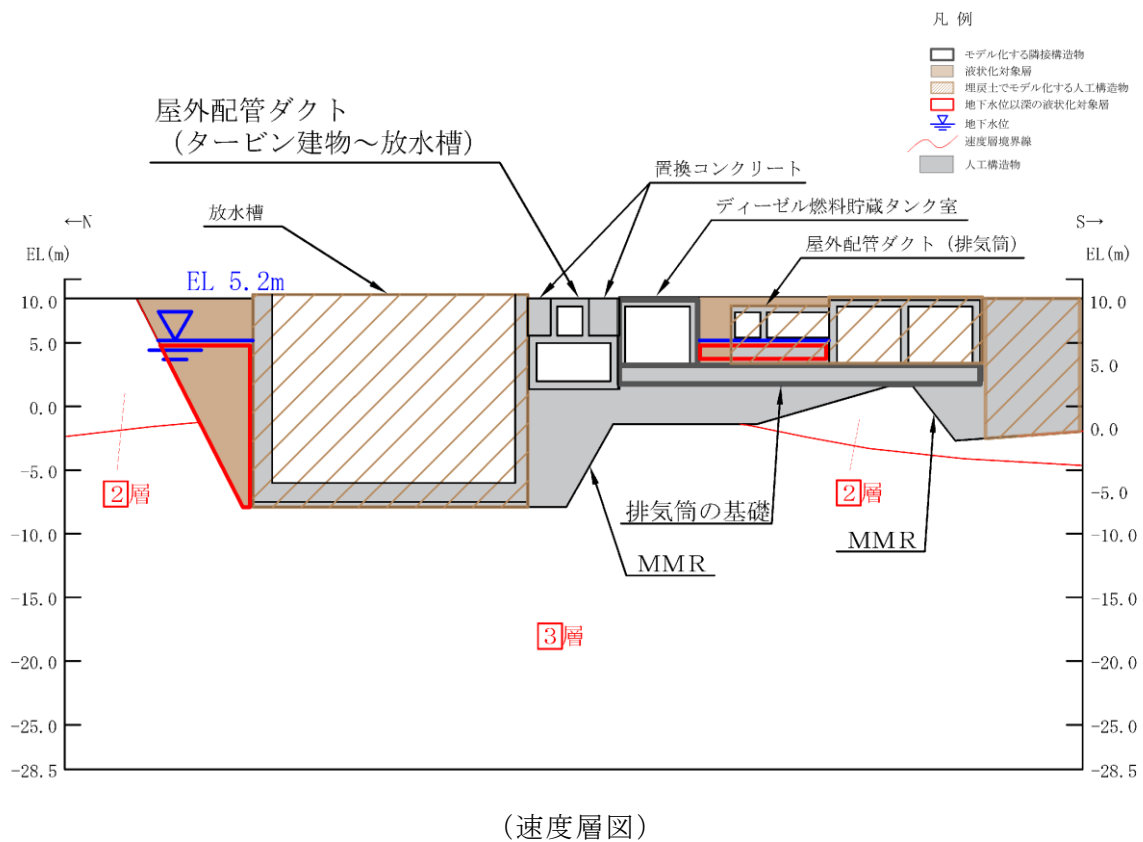 凡 例
モデル化する隣接構造物
液状化対象層
埋戻土でモデル化する人工構造物
地下水位以深の液状化対象層
地下水位
速度層境界線
人工構造物
屋外配管ダクト
(タービン建物～放水槽)
置換コンクリート
ディーゼル燃料貯蔵タンク室
放水槽
屋外配管ダクト(排気筒)
←N
S→
EL(m)
EL(m)
EL 5.2m
10.0
5.0
0.0
-5.0
-10.0
-15.0
-20.0
-25.0
-28.5
10.0
5.0
0.0
-5.0
-10.0
-15.0
-20.0
-25.0
-28.5
2層
2層
排気筒の基礎
MMR
MMR
3層
(速度層図)